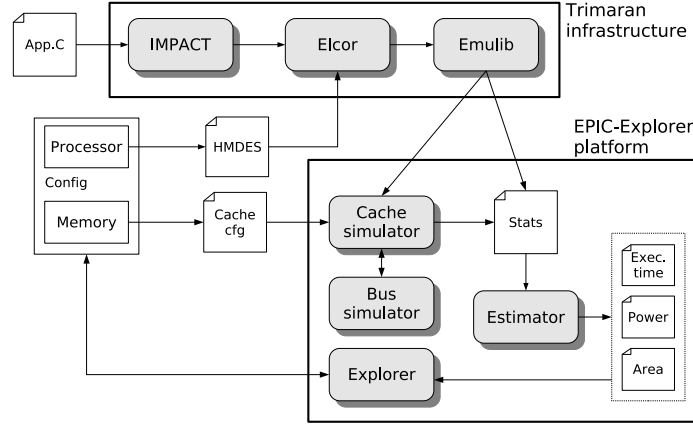 Trimaran
infrastructure
App.C
IMPACT
Elcor
Emulib
EPIC-Explorer
platform
Processor
HMDES
Config
Memory
Cache
cfg
Cache
simulator
Stats
Exec.
time
Bus
simulator
Estimator
Power
Explorer
Area